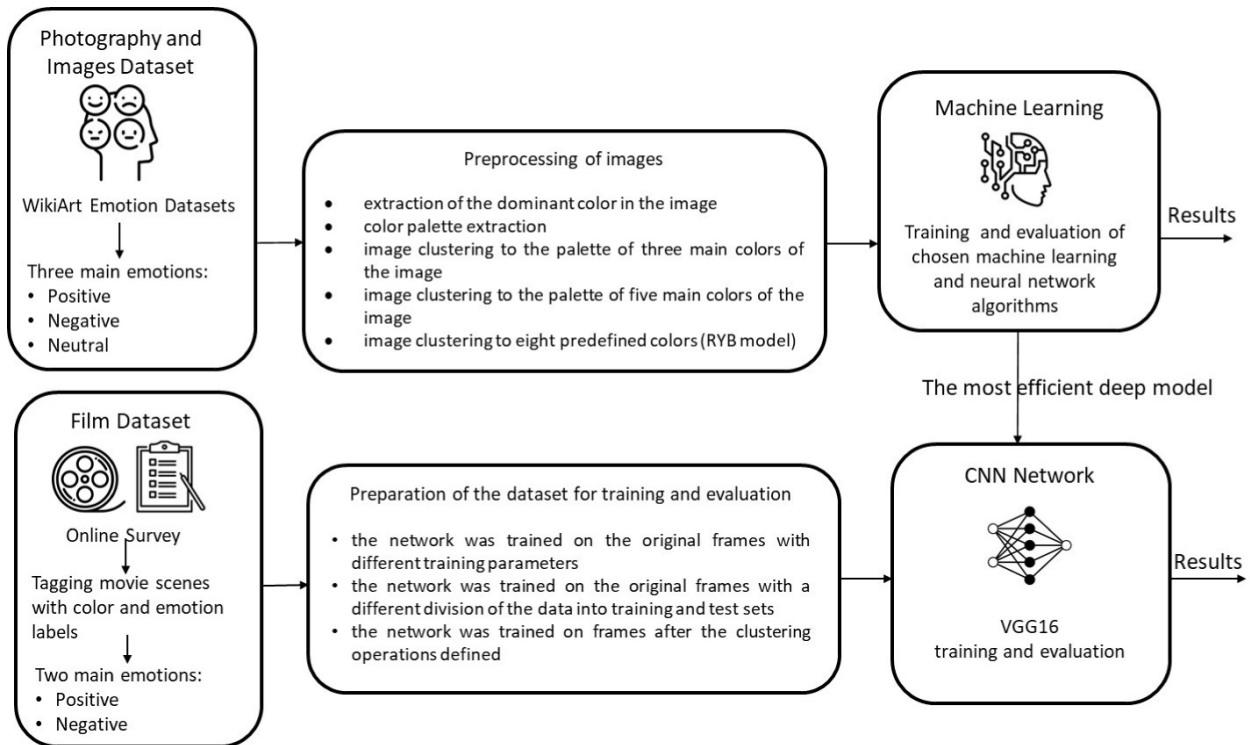 Photography and
Images Dataset
WikiArt Emotion Datasets
Three main emotions:
• Positive
• Negative
• Neutral
Preprocessing of images
• extraction of the dominant color in the image
• color palette extraction
• image clustering to the palette of three main colors of
the image
• image clustering to the palette of five main colors of the
image
• image clustering to eight predefined colors (RYB model)
Machine Learning
Training and evaluation of
chosen machine learning
and neural network
algorithms
Results
The most efficient deep model
Film Dataset
Online Survey
Tagging movie scenes
with color and emotion
labels
Two main emotions:
• Positive
• Negative
Preparation of the dataset for training and evaluation
• the network was trained on the original frames with
different training parameters
• the network was trained on the original frames with a
different division of the data into training and test sets
• the network was trained on frames after the clustering
operations defined
CNN Network
VGG16
training and evaluation
Results